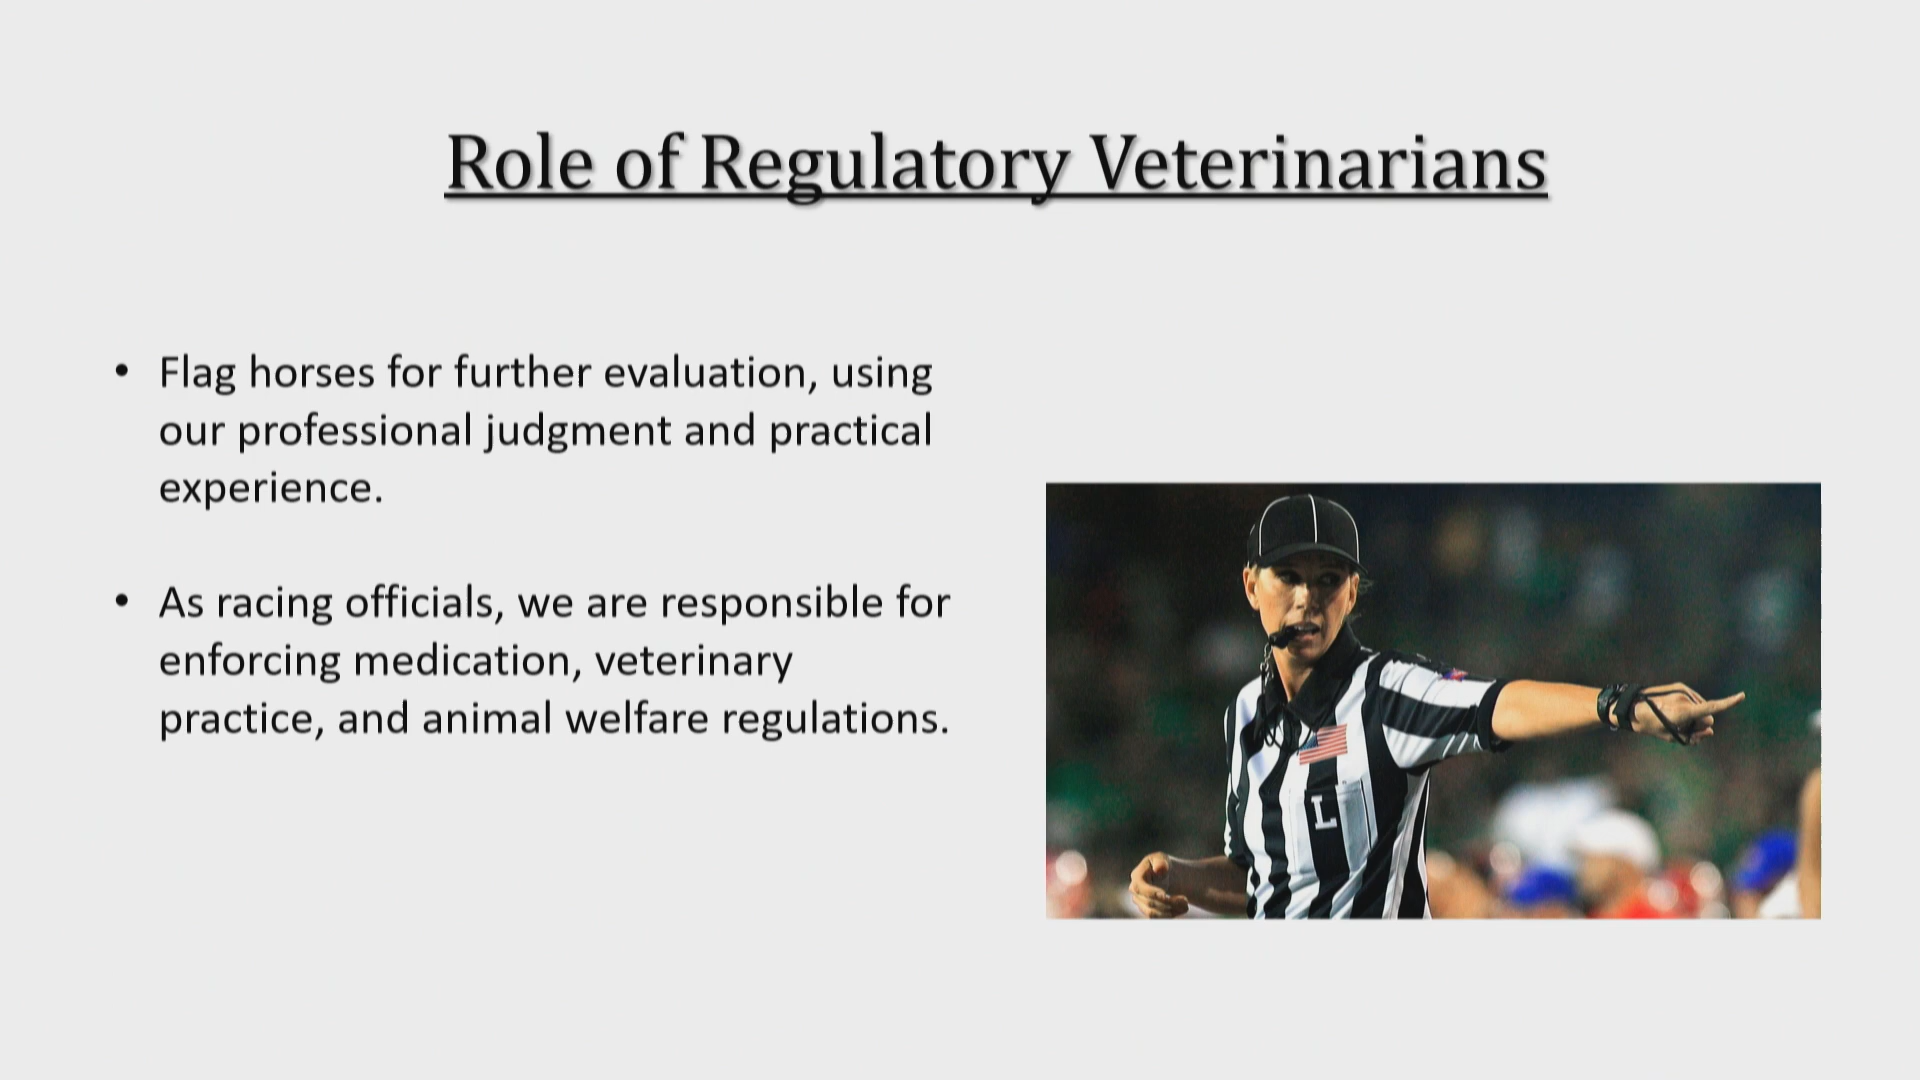 Role of Regulatory Veterinarians
• Flag horses for further evaluation, using
our professional judgment and practical
experience.
• As racing officials, we are responsible for
enforcing medication, veterinary
practice, and animal welfare regulations.
L